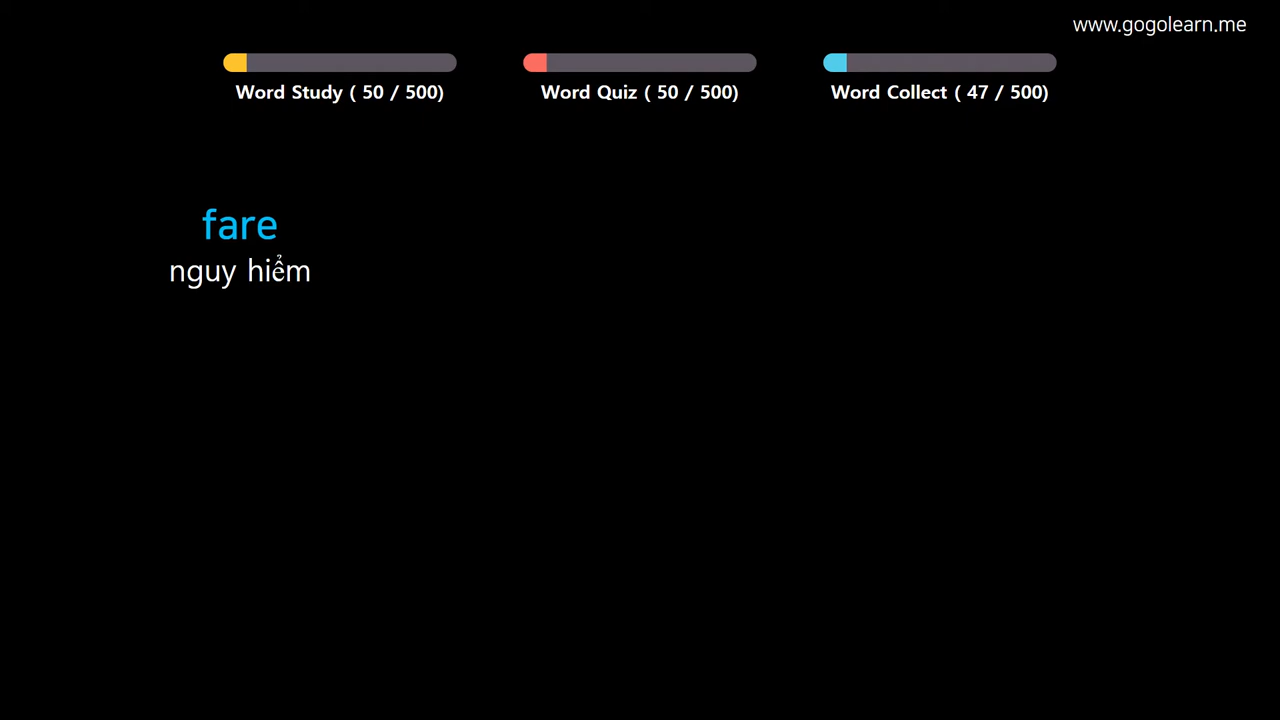 www.gogolearn.me
Word Study ( 50 / 500)
Word Quiz ( 50 / 500)
Word Collect ( 47 / 500)
fare
nguy hiểm